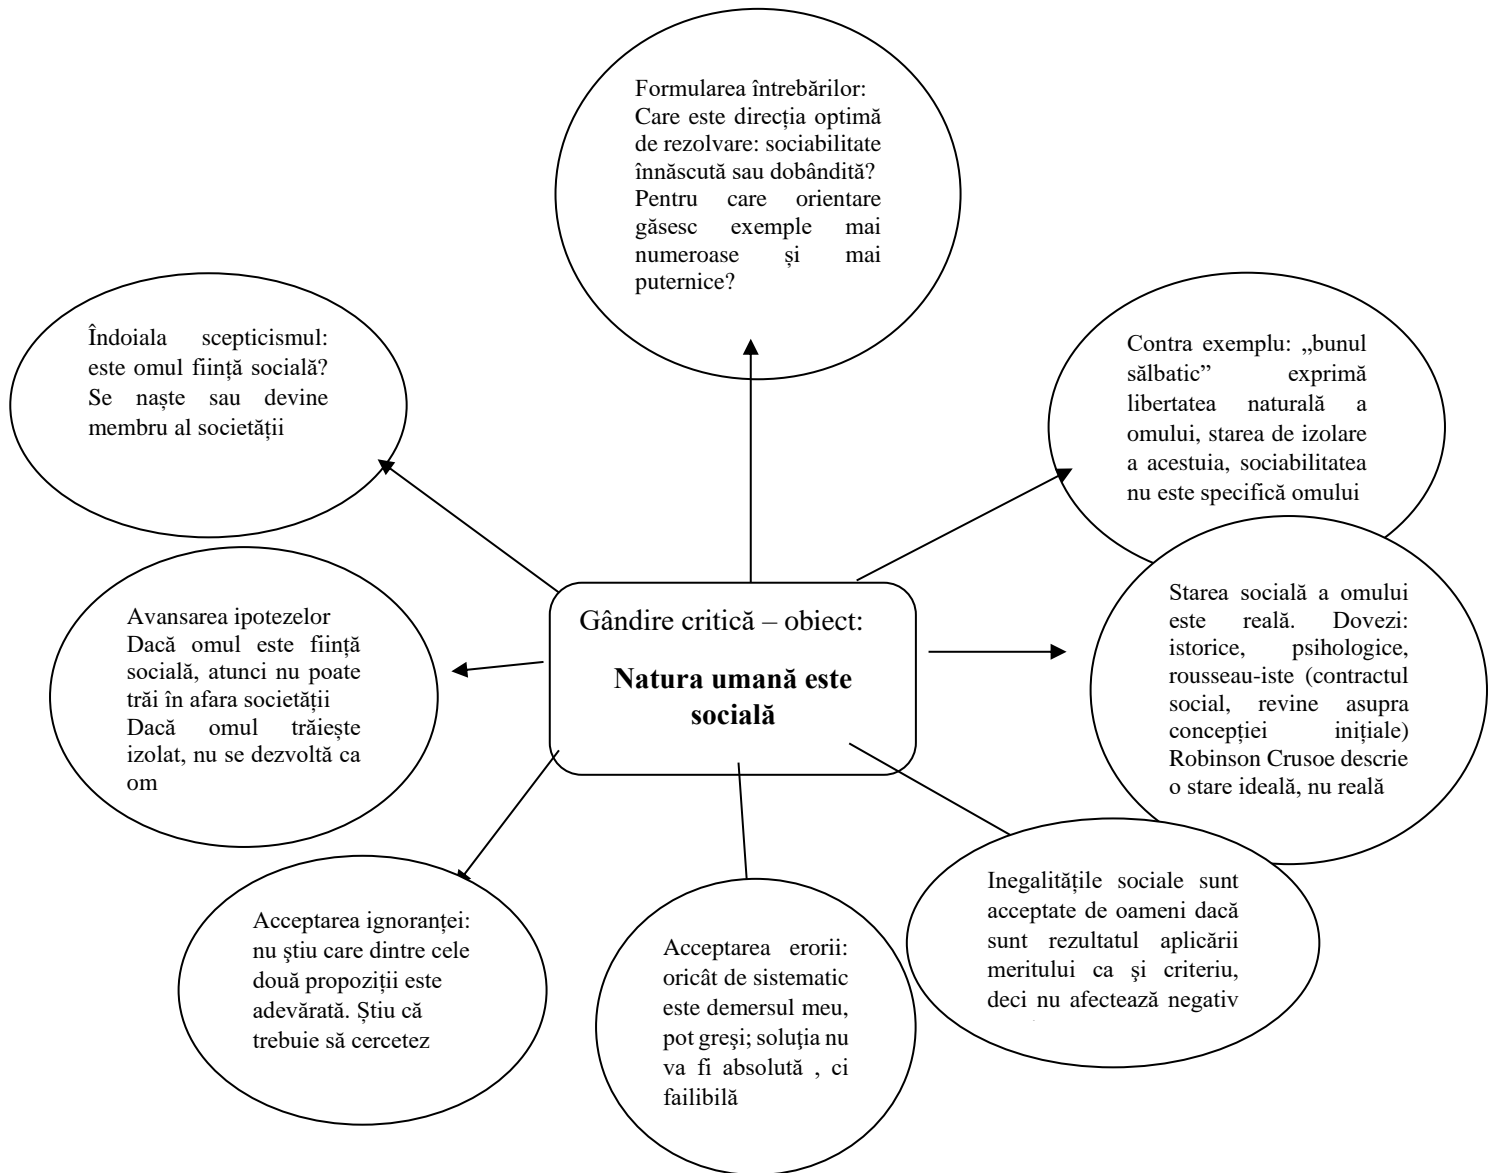 Formularea întrebărilor:
Care este direcția optimă
de rezolvare: sociabilitate
înnăscută sau dobândită?
Pentru care orientare
găsesc exemple mai
numeroase și mai
puternice?
Îndoiala scepticismul:
este omul ființă socială?
Se naște sau devine
membru al societății
Contra exemplu: „bunul
sălbatic” exprimă
libertatea naturală a
omului, starea de izolare
a acestuia, sociabilitatea
nu este specifică omului
Avansarea ipotezelor
Dacă omul este ființă
socială, atunci nu poate
trăi în afara societății
Dacă omul trăiește
izolat, nu se dezvoltă ca
om
Gândire critică – obiect:
Natura umană este
socială
Starea socială a omului
este reală. Dovezi:
istorice, psihologice,
rousseau-iste (contractul
social, revine asupra
concepției inițiale)
Robinson Crusoe descrie
o stare ideală, nu reală
Acceptarea ignoranței:
nu ştiu care dintre cele
două propoziții este
adevărată. Știu că
trebuie să cercetez
Acceptarea erorii:
oricât de sistematic
este demersul meu,
pot greşi; soluţia nu
va fi absolută , ci
failibilă
Inegalitățile sociale sunt
acceptate de oameni dacă
sunt rezultatul aplicării
meritului ca şi criteriu,
deci nu afectează negativ